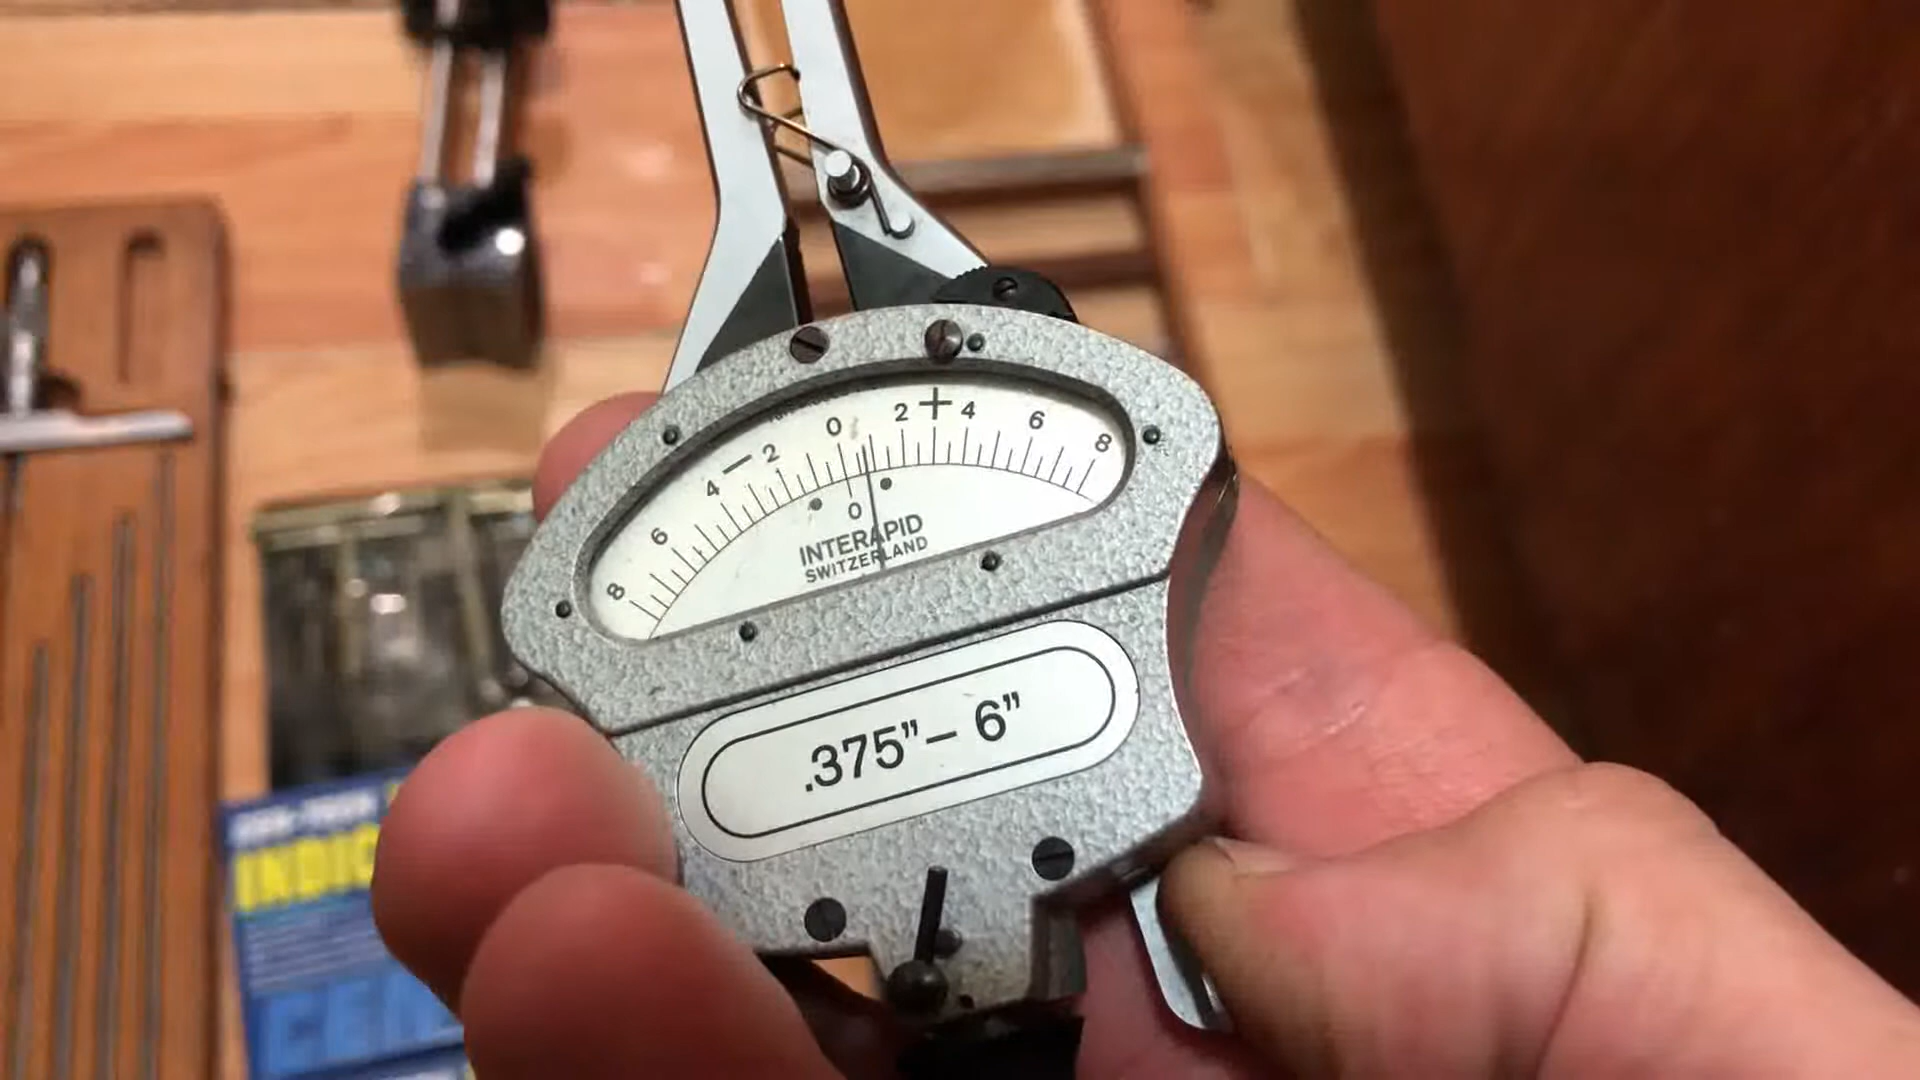 8 6 4 − 2 0 2 + 4 6 8
0
INTERAPID
SWITZERLAND
.375”– 6”
INDIC